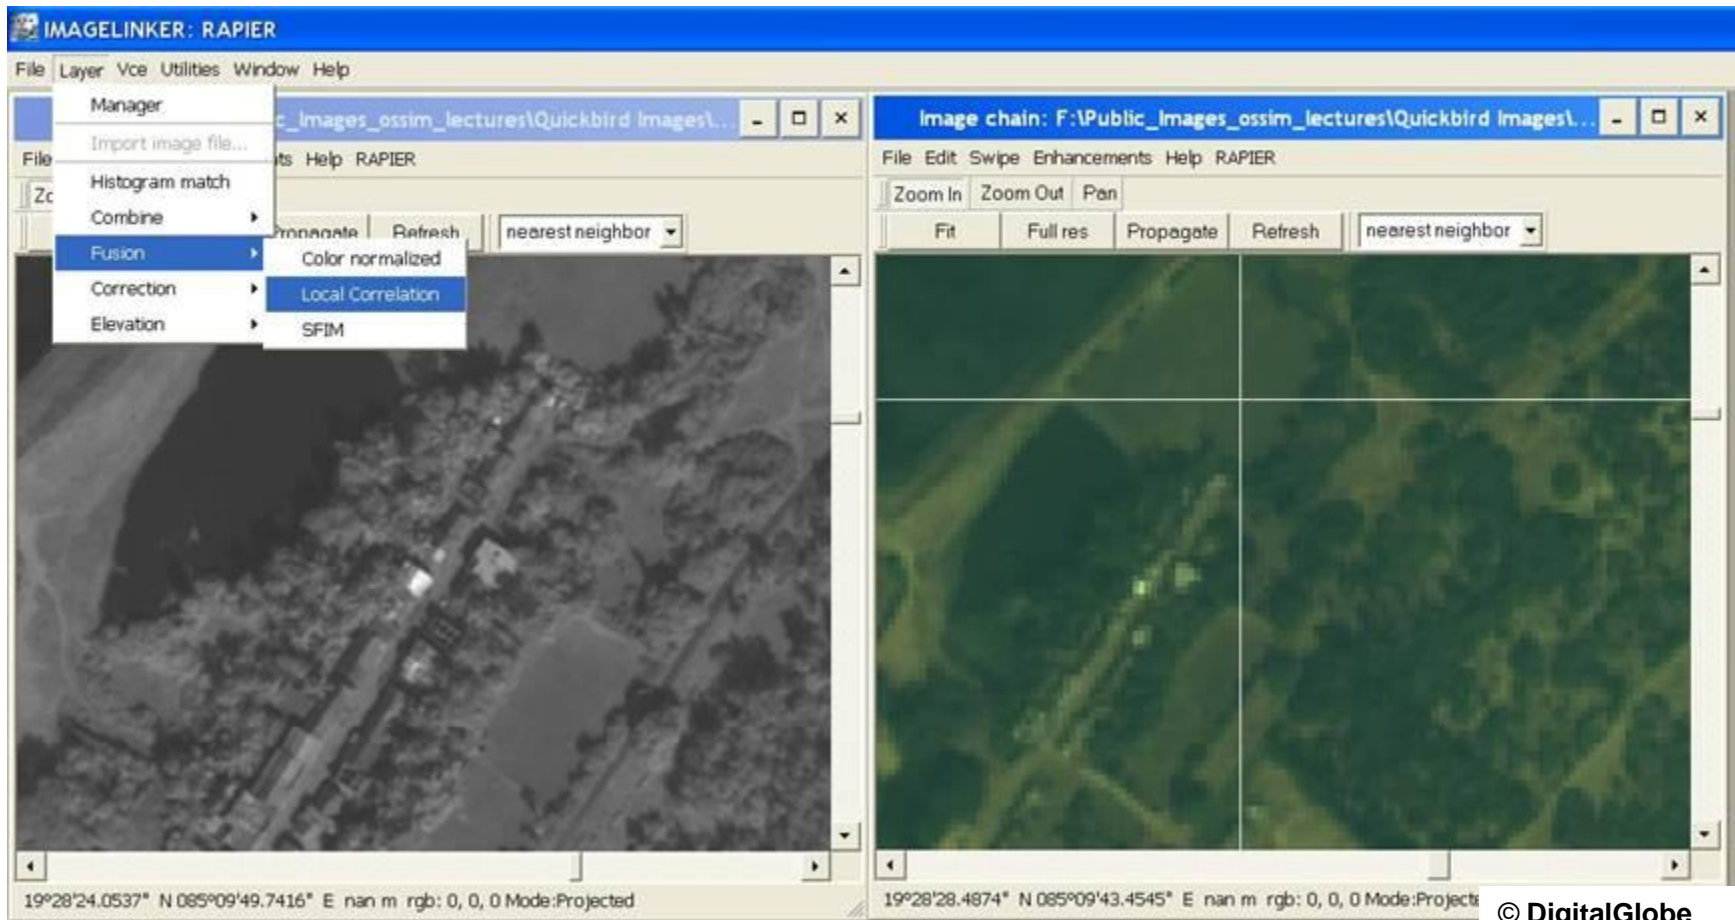 IMAGELINKER: RAPIER
File Layer Vce Utilities Window Help
Manager
Import image file...
Histogram match
Combine
Fusion
Correction
Elevation
Color normalized
Local Correlation
SFIM
c_Images_ossim_lectures\Quickbird Images\...
File ts Help RAPIER
Zo
Propagate Refresh nearest neighbor
19°28'24.0537" N 085°09'49.7416" E nan m rgb: 0, 0, 0 Mode:Projected
Image chain: F:\Public_Images_ossim_lectures\Quickbird Images\...
File Edit Swipe Enhancements Help RAPIER
Zoom In Zoom Out Pan
Fit Full res Propagate Refresh nearest neighbor
19°28'28.4874" N 085°09'43.4545" E nan m rgb: 0, 0, 0 Mode:Projecte
© DigitalGlobe